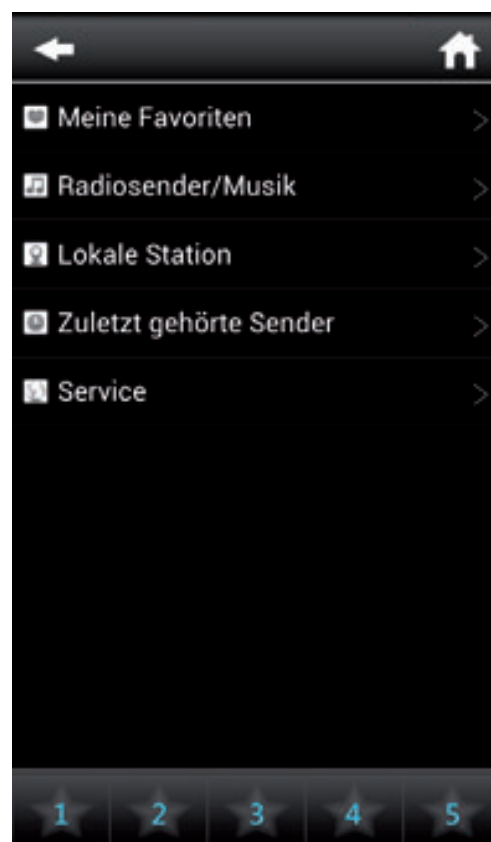 Meine Favoriten
Radiosender/Musik
Lokale Station
Zuletzt gehörte Sender
Service
1 2 3 4 5